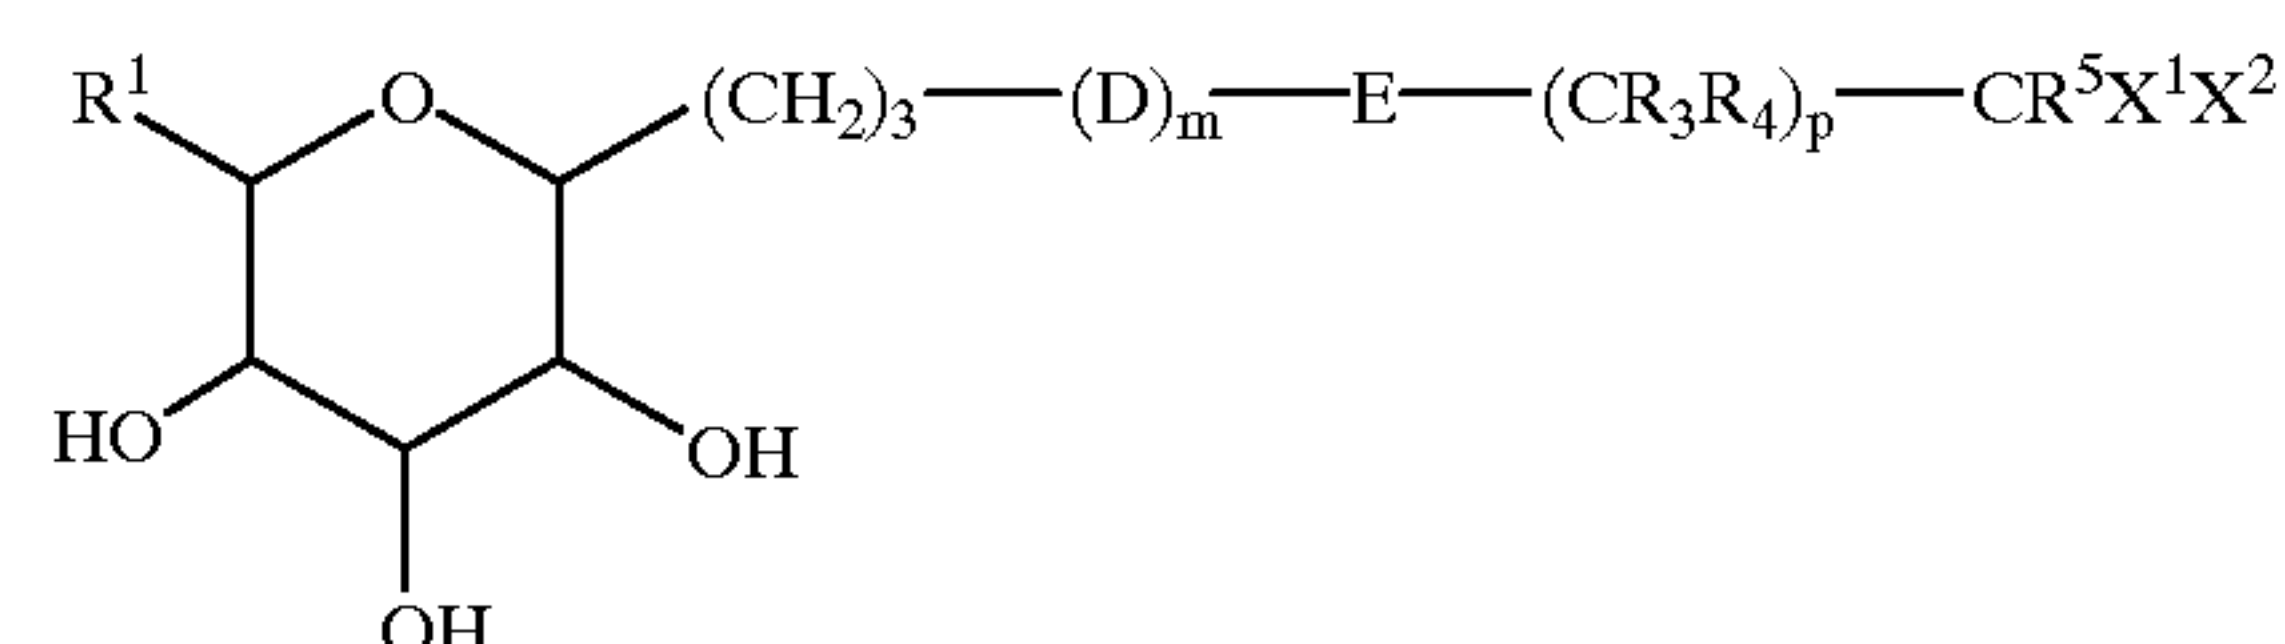 R¹ O (CH₂)₃—(D)ₘ—E—(CR₃R₄)ₚ—CR⁵X¹X²
HO OH
OH